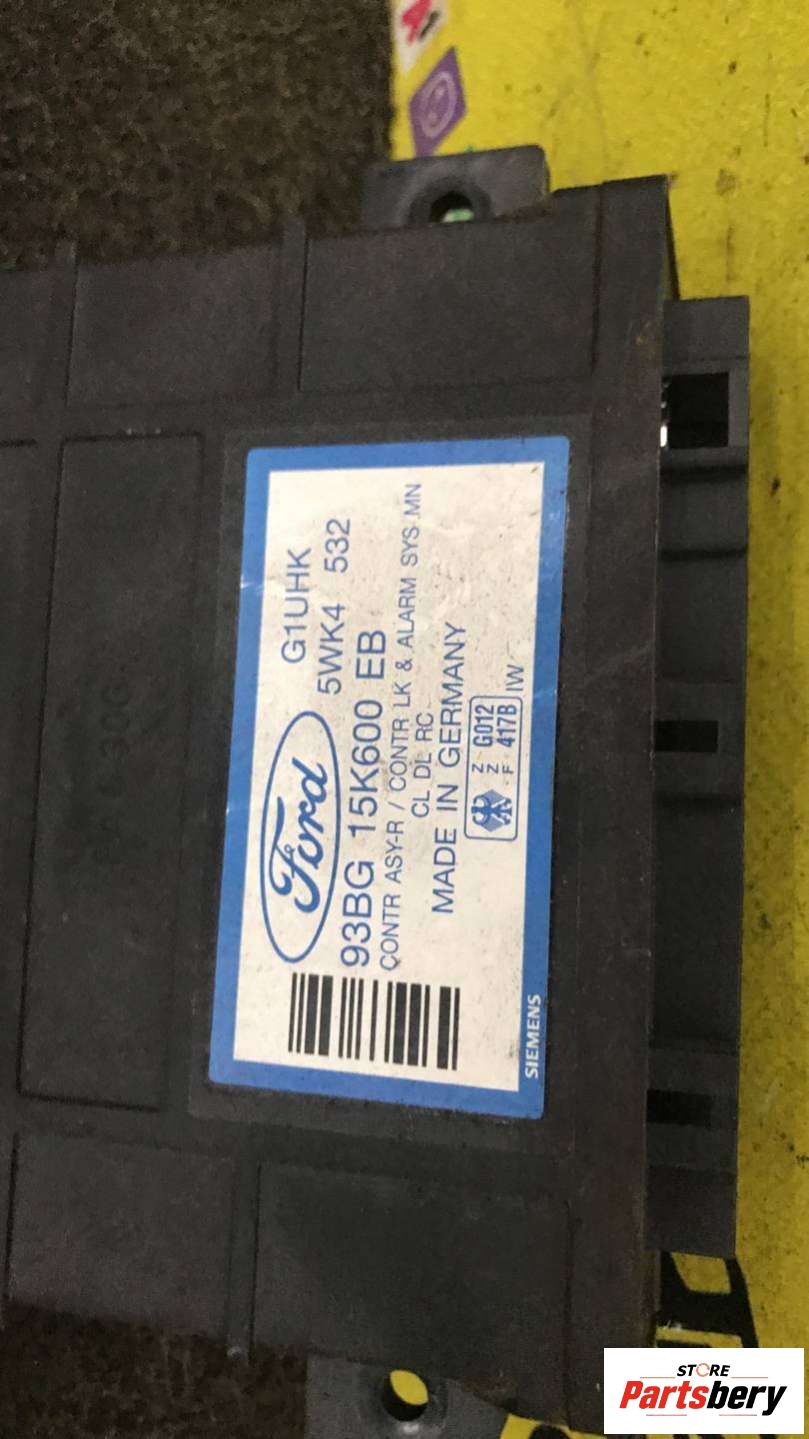 Ford G1UHK
5WK4 532
93BG 15K600 EB
CONTR ASY-R / CONTR LK & ALARM SYS MN
CL DL RC
MADE IN GERMANY
Z Z F G012 417B IW
SIEMENS
STORE
Partsbery